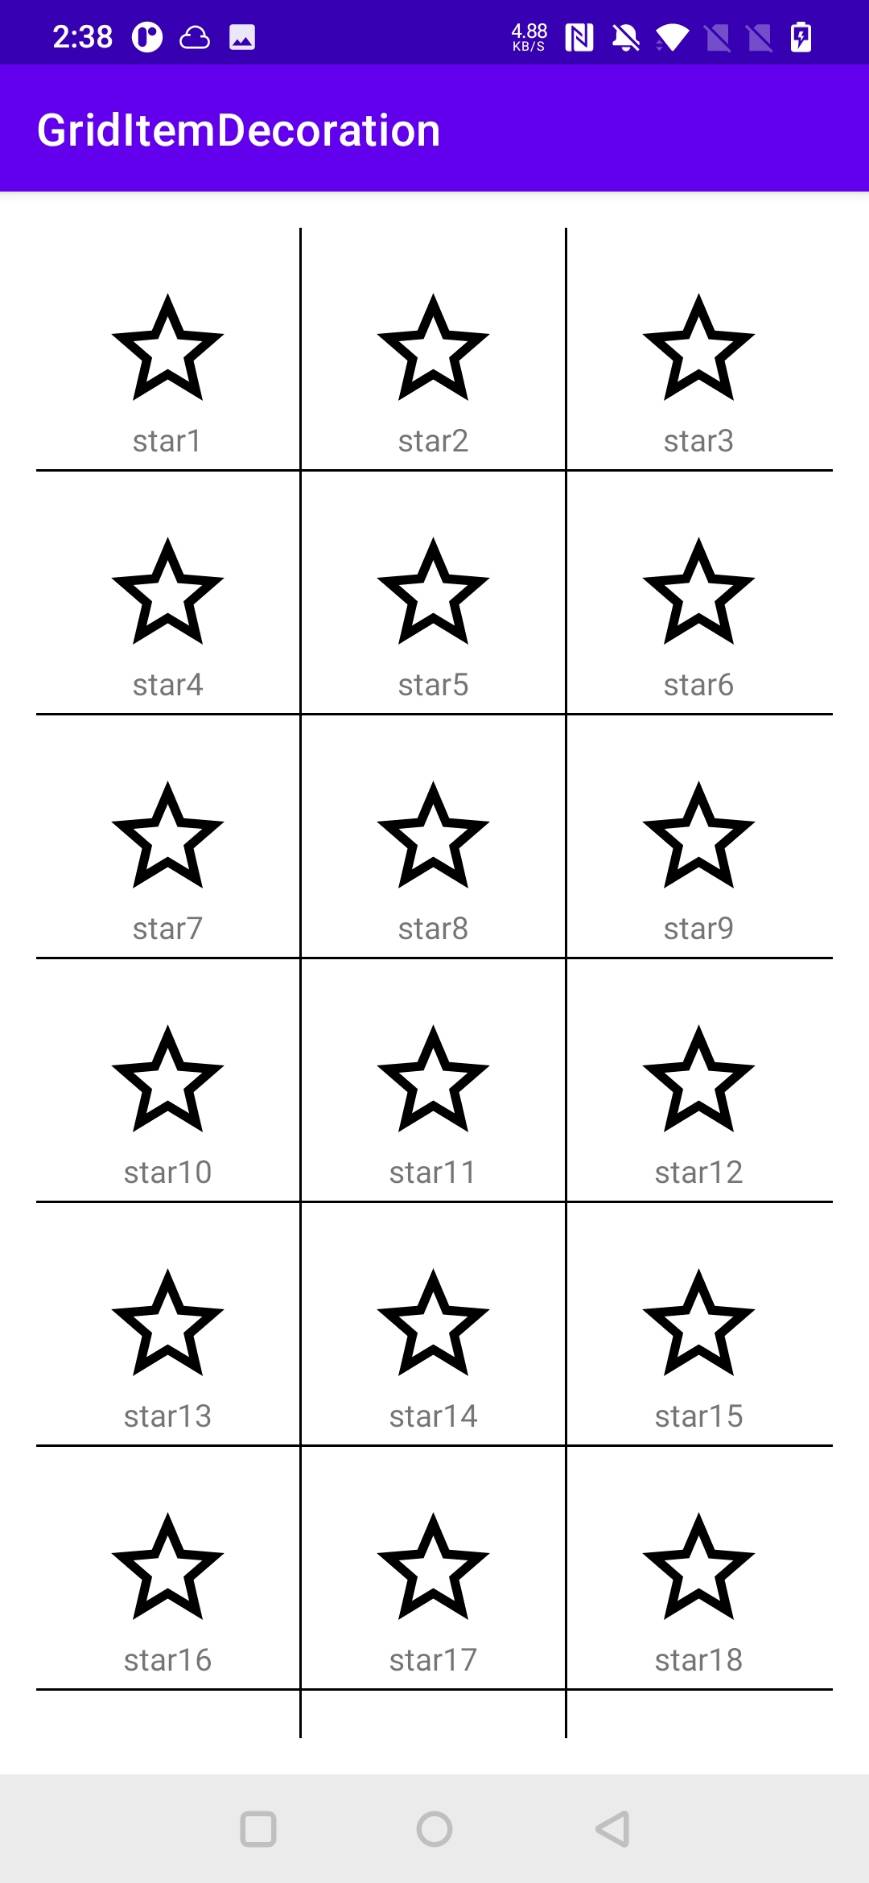 2:38 4.88
KB/S
GridItemDecoration
star1 star2 star3
star4 star5 star6
star7 star8 star9
star10 star11 star12
star13 star14 star15
star16 star17 star18